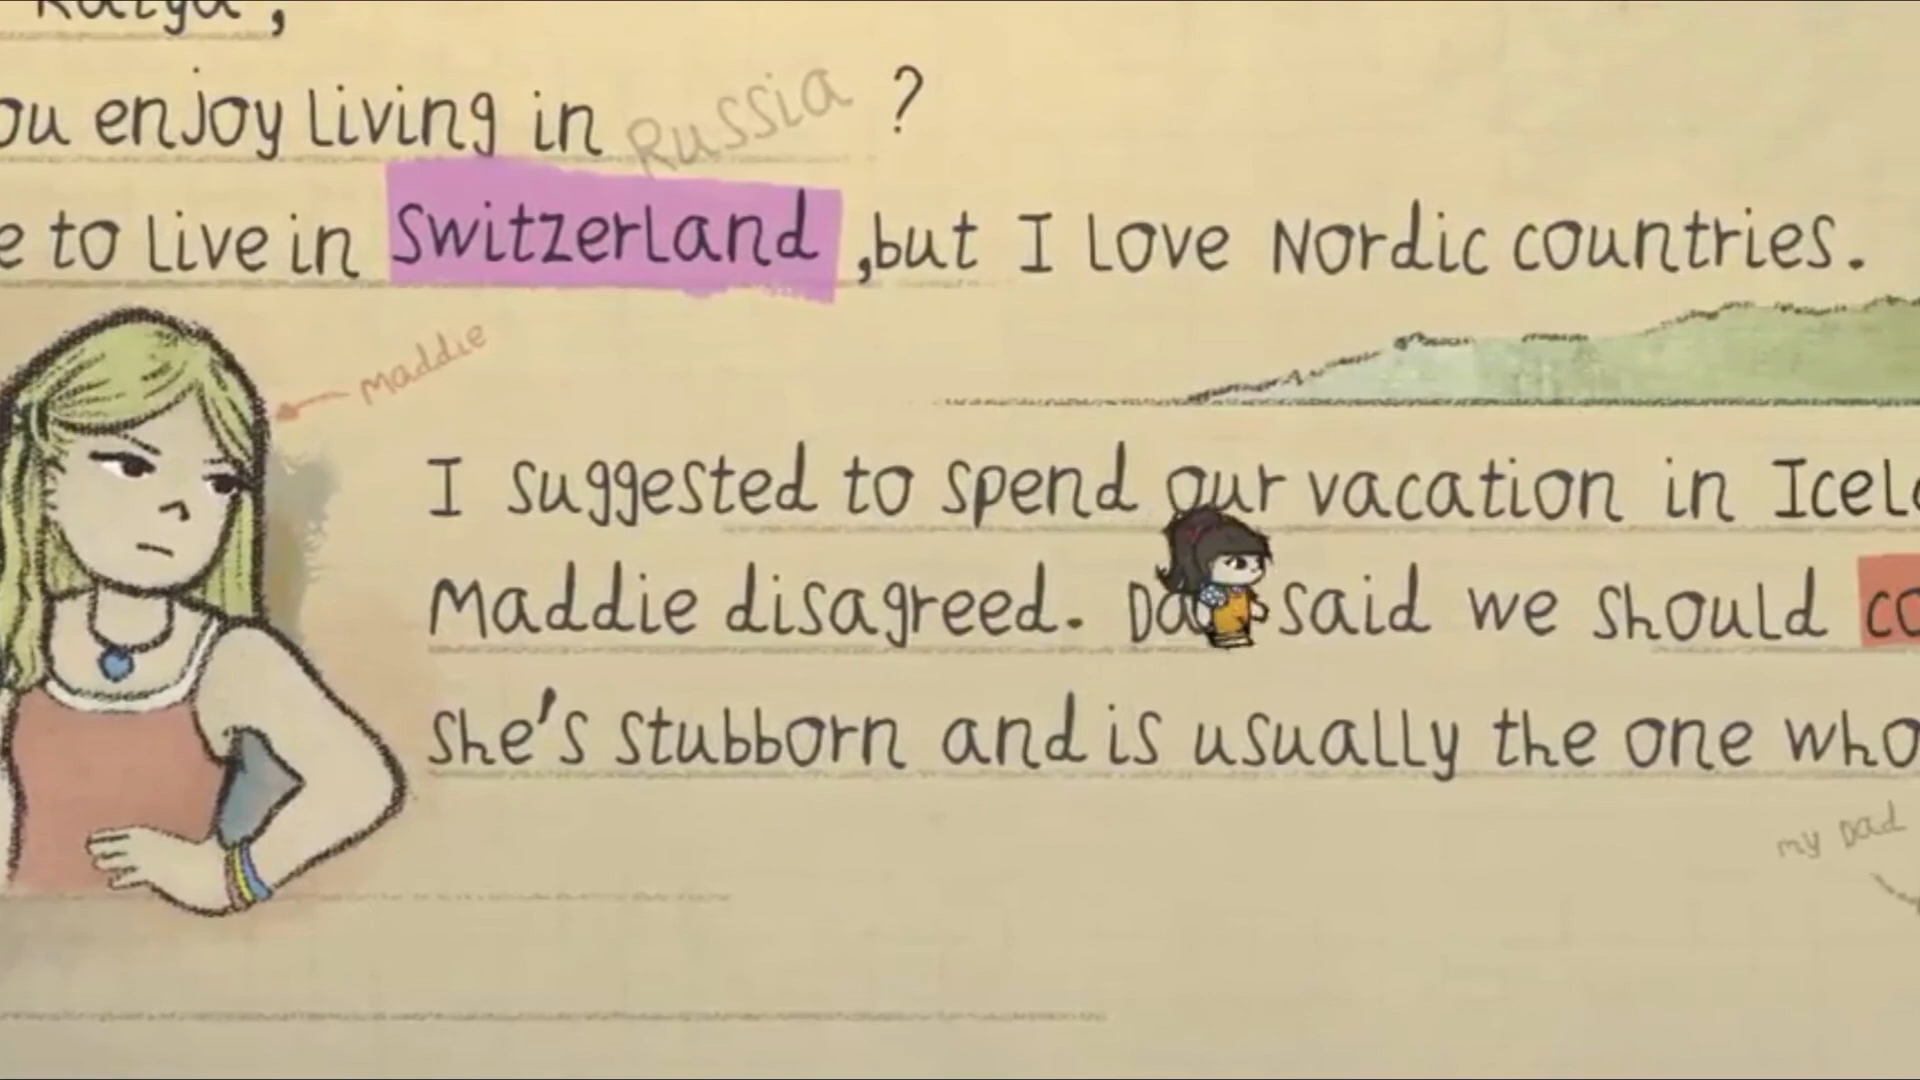 Katya,
ou enjoy living in Russia ?
e to live in Switzerland, but I love Nordic countries.
maddie
I suggested to spend our vacation in Icel
Maddie disagreed. Dad said we should co
she's stubborn and is usually the one who
my Dad